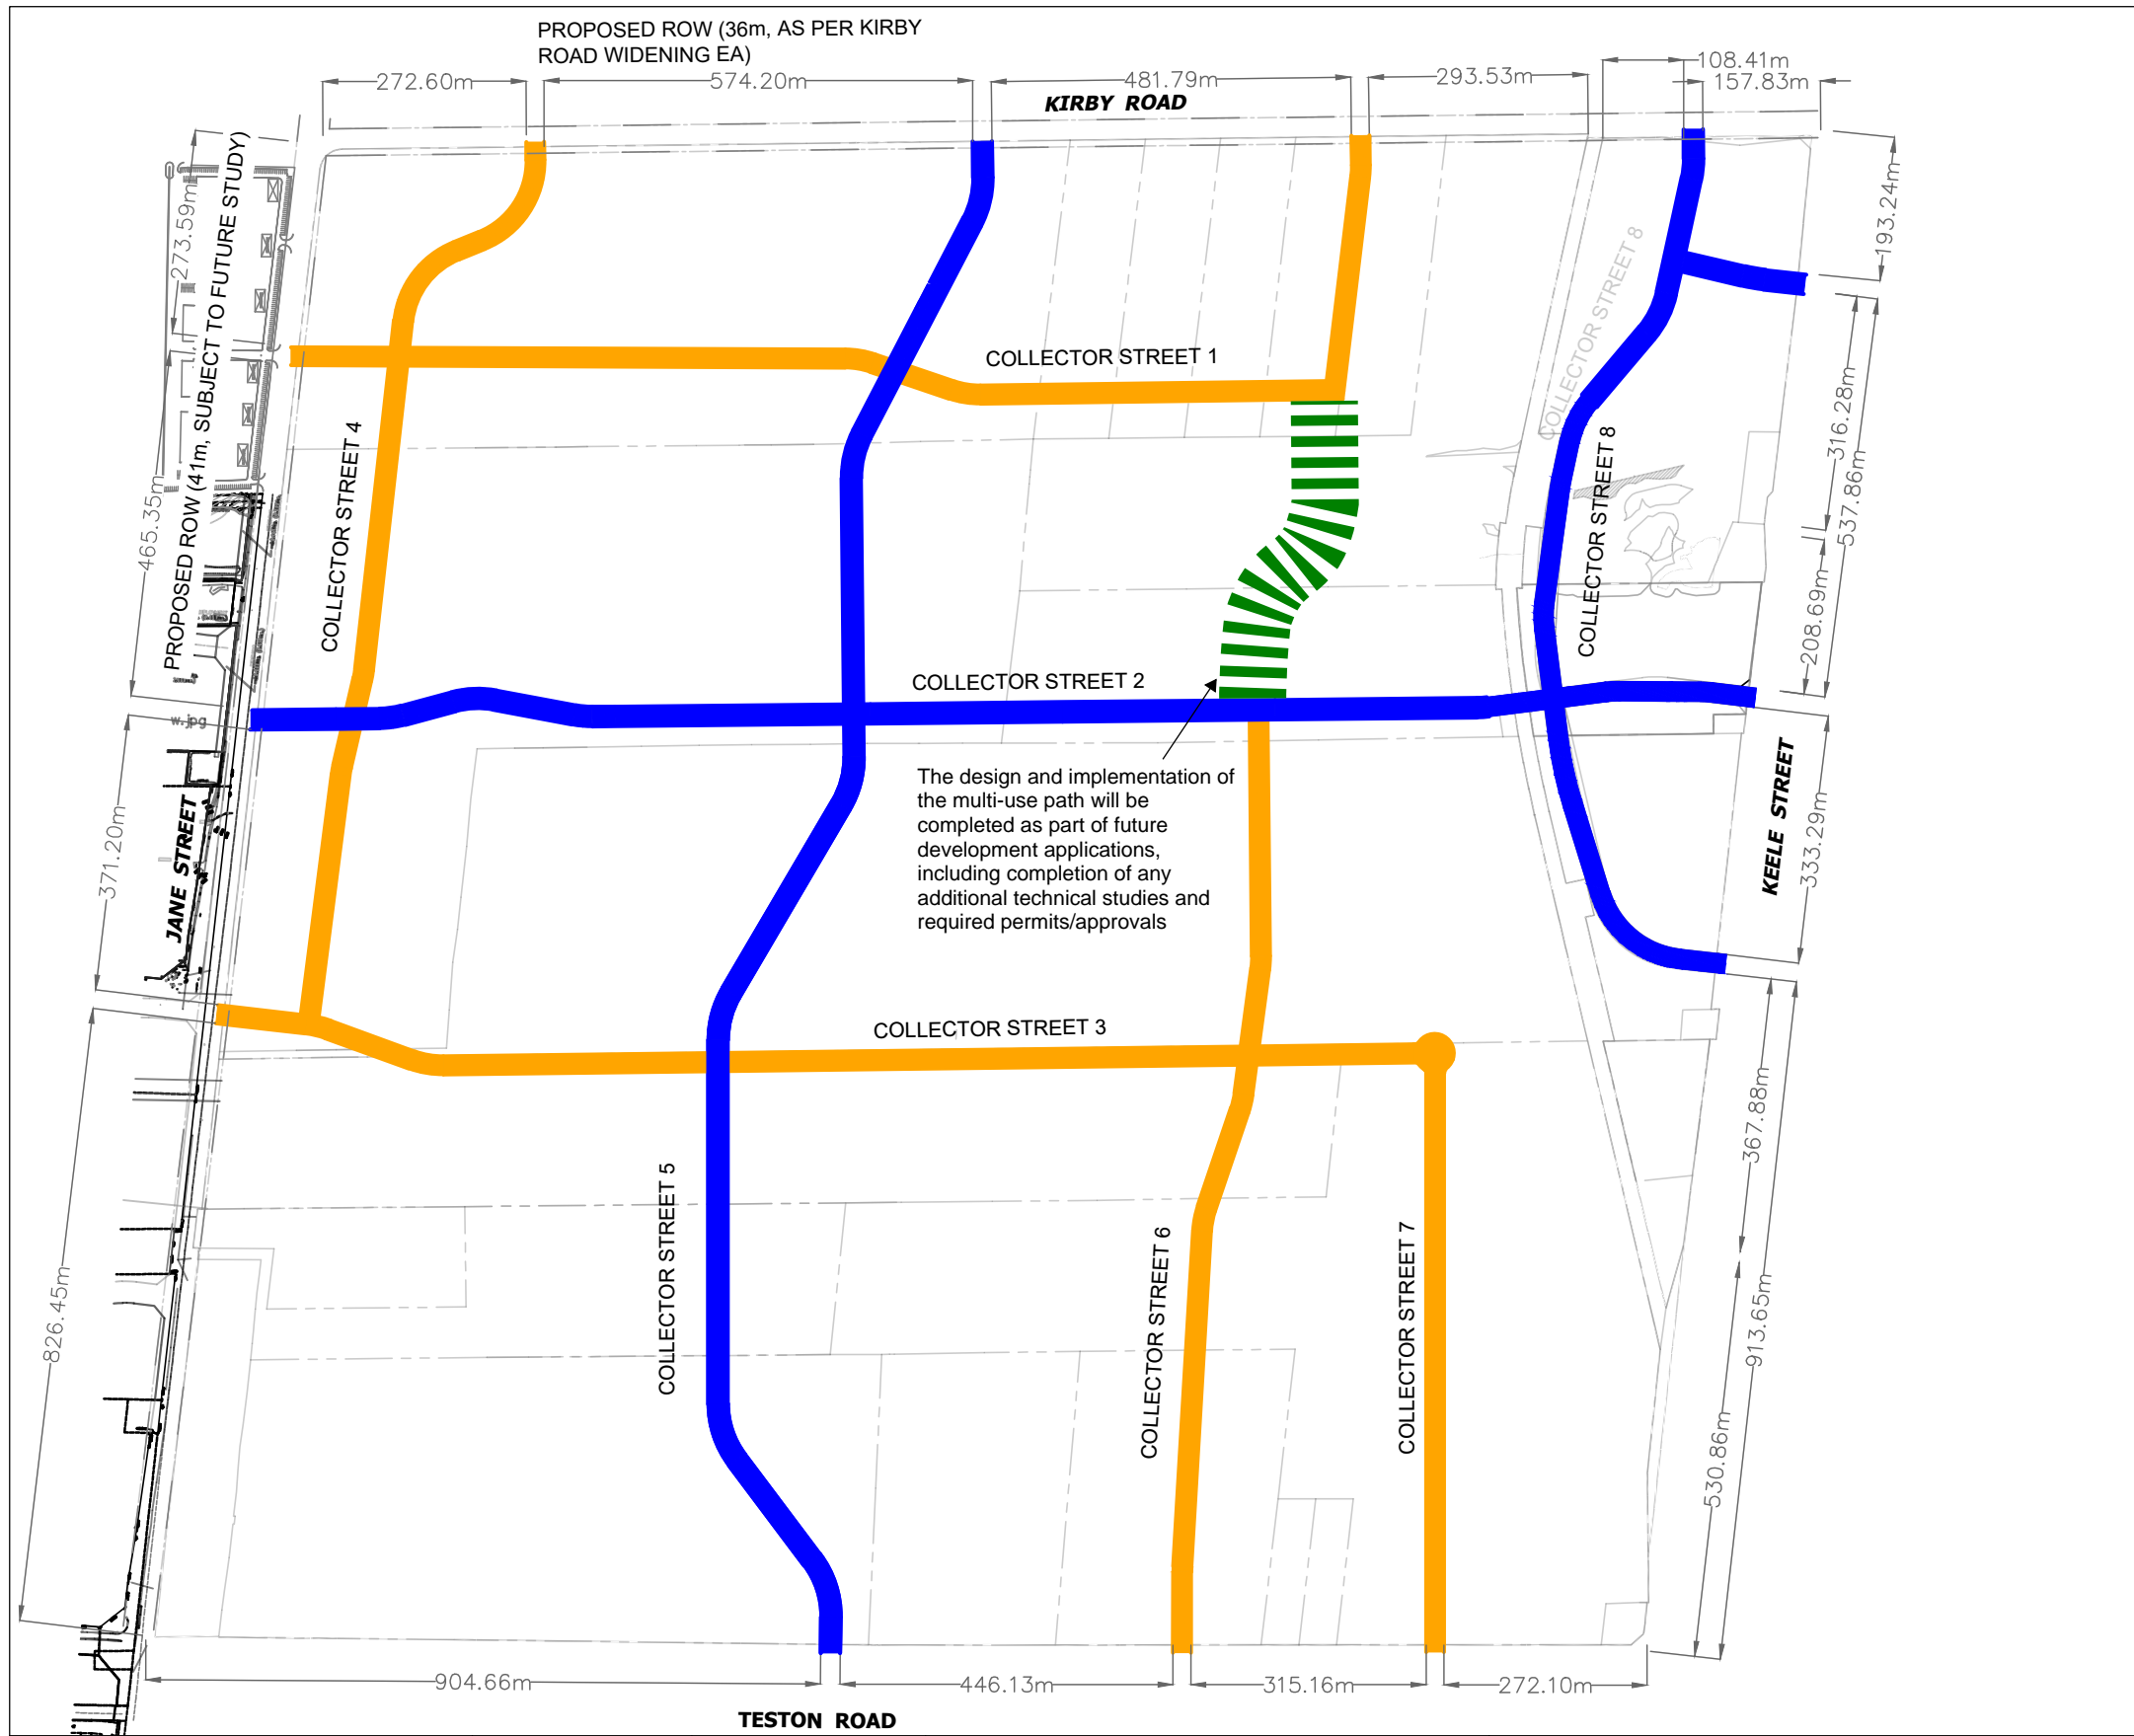 PROPOSED ROW (36m, AS PER KIRBY
ROAD WIDENING EA)
272.60m
574.20m
481.79m
293.53m
108.41m
157.83m
KIRBY ROAD
193.24m
273.59m
PROPOSED ROW (41m, SUBJECT TO FUTURE STUDY)
465.35m
COLLECTOR STREET 1
COLLECTOR STREET 4
COLLECTOR STREET 8
COLLECTOR STREET 8
316.28m
537.86m
208.69m
COLLECTOR STREET 2
w.jpg
The design and implementation of
the multi-use path will be
completed as part of future
development applications,
including completion of any
additional technical studies and
required permits/approvals
JANE STREET
371.20m
KEELE STREET
333.29m
COLLECTOR STREET 3
826.45m
COLLECTOR STREET 5
COLLECTOR STREET 6
COLLECTOR STREET 7
367.88m
913.65m
530.86m
904.66m
446.13m
315.16m
272.10m
TESTON ROAD